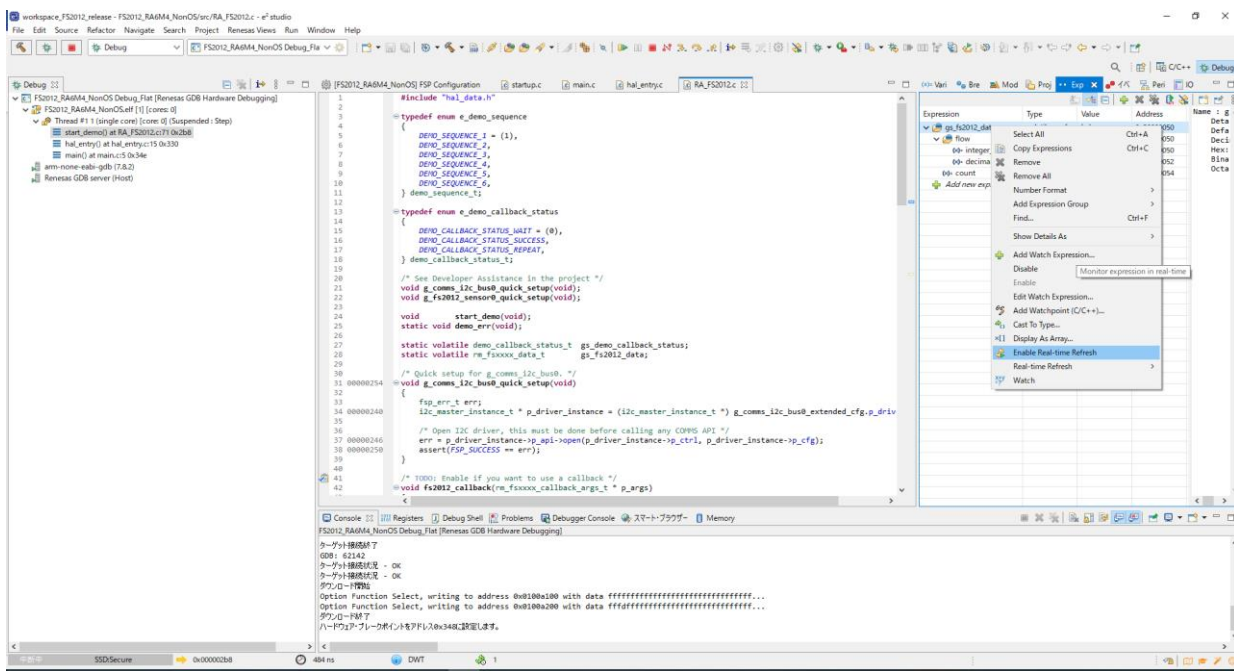 workspace_FS2012_release - FS2012_RA6M4_NonOS/src/RA_FS2012.c - e² studio
File Edit Source Refactor Navigate Search Project Renesas Views Run Window Help
Debug
FS2012_RA6M4_NonOS Debug_Fla
C/C++
Debug
Debug
FS2012_RA6M4_NonOS Debug_Flat [Renesas GDB Hardware Debugging]
FS2012_RA6M4_NonOS.elf [1] [cores: 0]
Thread #1 1 (single core) [core: 0] (Suspended : Step)
start_demo() at RA_FS2012.c:71 0x2b8
hal_entry() at hal_entry.c:15 0x330
main() at main.c:5 0x34e
arm-none-eabi-gdb (7.8.2)
Renesas GDB server (Host)
[FS2012_RA6M4_NonOS] FSP Configuration
startup.c
main.c
hal_entry.c
RA_FS2012.c
1 #include "hal_data.h"
2
3 typedef enum e_demo_sequence
4 {
5 DEMO_SEQUENCE_1 = (1),
6 DEMO_SEQUENCE_2,
7 DEMO_SEQUENCE_3,
8 DEMO_SEQUENCE_4,
9 DEMO_SEQUENCE_5,
10 DEMO_SEQUENCE_6,
11 } demo_sequence_t;
12
13 typedef enum e_demo_callback_status
14 {
15 DEMO_CALLBACK_STATUS_WAIT = (0),
16 DEMO_CALLBACK_STATUS_SUCCESS,
17 DEMO_CALLBACK_STATUS_REPEAT,
18 } demo_callback_status_t;
19
20 /* See Developer Assistance in the project */
21 void g_comms_i2c_bus0_quick_setup(void);
22 void g_fs2012_sensor0_quick_setup(void);
23
24 void start_demo(void);
25 static void demo_err(void);
26
27 static volatile demo_callback_status_t gs_demo_callback_status;
28 static volatile rm_fsxxxx_data_t gs_fs2012_data;
29
30 /* Quick setup for g_comms_i2c_bus0. */
31 00000254 void g_comms_i2c_bus0_quick_setup(void)
32 {
33 fsp_err_t err;
34 00000240 i2c_master_instance_t * p_driver_instance = (i2c_master_instance_t *) g_comms_i2c_bus0_extended_cfg.p_driv
35
36 /* Open I2C driver, this must be done before calling any COMMS API */
37 00000246 err = p_driver_instance->p_api->open(p_driver_instance->p_ctrl, p_driver_instance->p_cfg);
38 00000250 assert(FSP_SUCCESS == err);
39 }
40
41 /* TODO: Enable if you want to use a callback */
42 void fs2012_callback(rm_fsxxxx_callback_args_t * p_args)
Vari Bre Mod Proj Exp Peri IO
Expression Type Value Address
gs_fs2012_dat 050
flow 050
integer_ 050
decima 052
count 054
Add new exp
Name : g
Deta
Defa
Deci
Hex:
Bina
Octa
Select All Ctrl+A
Copy Expressions Ctrl+C
Remove
Remove All
Number Format
Add Expression Group
Find... Ctrl+F
Show Details As
Add Watch Expression...
Disable
Monitor expression in real-time
Enable
Edit Watch Expression...
Add Watchpoint (C/C++)...
Cast To Type...
Display As Array...
Enable Real-time Refresh
Real-time Refresh
Watch
Console Registers Debug Shell Problems Debugger Console スマート・ブラウザー Memory
FS2012_RA6M4_NonOS Debug_Flat [Renesas GDB Hardware Debugging]
ターゲット接続終了
GDB: 62142
ターゲット接続状況 - OK
ターゲット接続状況 - OK
ダウンロード開始
Option Function Select, writing to address 0x0100a100 with data ffffffffffffffffffffffffffffffff...
Option Function Select, writing to address 0x0100a200 with data fffdffffffffffffffffffffffffffff...
ダウンロード終了
ハードウェア・ブレークポイントをアドレス0x348に設定します。
SSD:Secure
0x000002b8
484 ns
DWT
1